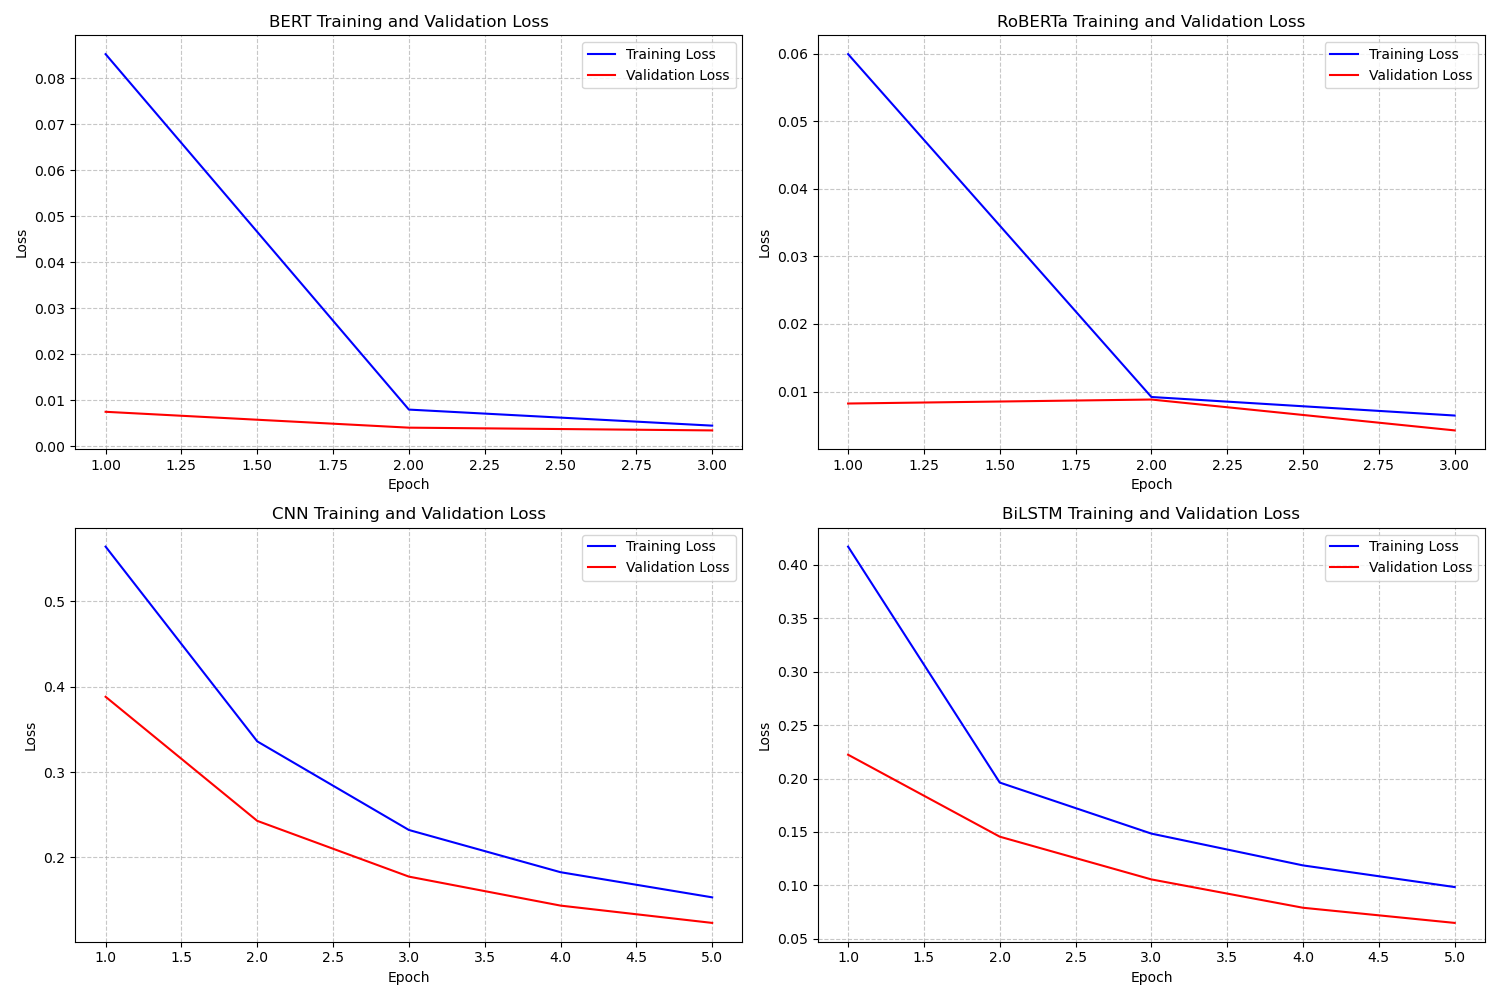 BERT Training and Validation Loss
Training Loss
Validation Loss
Loss
0.08
0.07
0.06
0.05
0.04
0.03
0.02
0.01
0.00
1.00 1.25 1.50 1.75 2.00 2.25 2.50 2.75 3.00
Epoch
RoBERTa Training and Validation Loss
Training Loss
Validation Loss
Loss
0.06
0.05
0.04
0.03
0.02
0.01
1.00 1.25 1.50 1.75 2.00 2.25 2.50 2.75 3.00
Epoch
CNN Training and Validation Loss
Training Loss
Validation Loss
Loss
0.5
0.4
0.3
0.2
1.0 1.5 2.0 2.5 3.0 3.5 4.0 4.5 5.0
Epoch
BiLSTM Training and Validation Loss
Training Loss
Validation Loss
Loss
0.40
0.35
0.30
0.25
0.20
0.15
0.10
0.05
1.0 1.5 2.0 2.5 3.0 3.5 4.0 4.5 5.0
Epoch